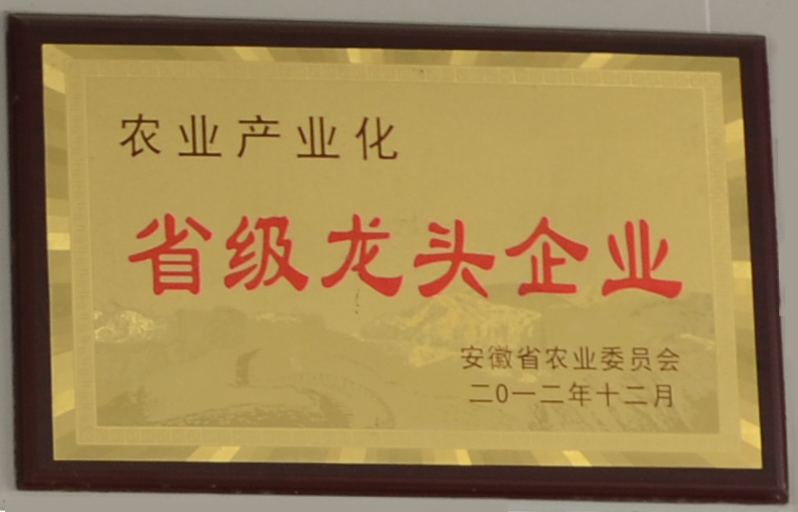 农业产业化
省级龙头企业
安徽省农业委员会
二0一二年十二月